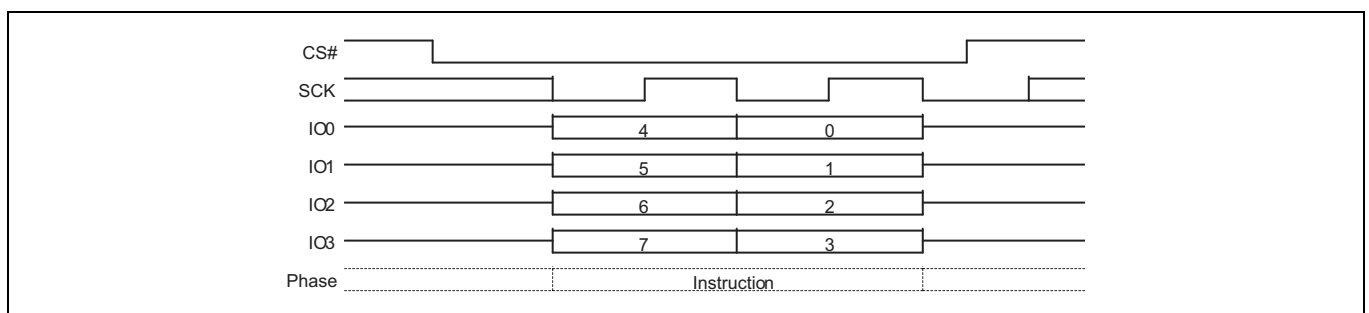 CS#
SCK
IO0 4 0
IO1 5 1
IO2 6 2
IO3 7 3
Phase Instruction